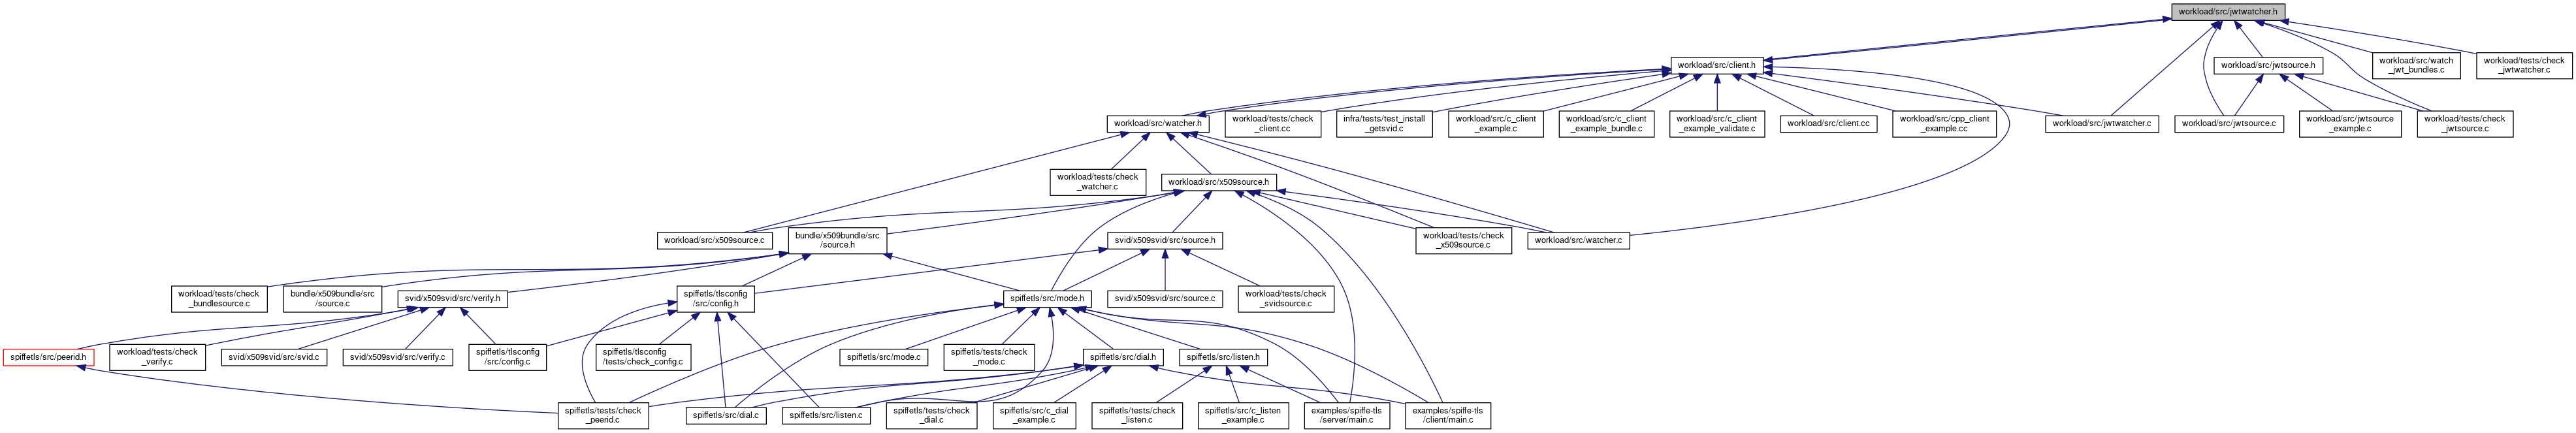 workload/src/jwtwatcher.h
workload/src/client.h
workload/src/jwtsource.h
workload/src/watch
_jwt_bundles.c
workload/tests/check
_jwtwatcher.c
workload/src/watcher.h
workload/tests/check
_client.cc
infra/tests/test_install
_getsvid.c
workload/src/c_client
_example.c
workload/src/c_client
_example_bundle.c
workload/src/c_client
_example_validate.c
workload/src/client.cc
workload/src/cpp_client
_example.cc
workload/src/jwtwatcher.c
workload/src/jwtsource.c
workload/src/jwtsource
_example.c
workload/tests/check
_jwtsource.c
workload/tests/check
_watcher.c
workload/src/x509source.h
workload/src/x509source.c
bundle/x509bundle/src
/source.h
svid/x509svid/src/source.h
workload/tests/check
_x509source.c
workload/src/watcher.c
workload/tests/check
_bundlesource.c
bundle/x509bundle/src
/source.c
svid/x509svid/src/verify.h
spiffetls/tlsconfig
/src/config.h
spiffetls/src/mode.h
svid/x509svid/src/source.c
workload/tests/check
_svidsource.c
spiffetls/src/peerid.h
workload/tests/check
_verify.c
svid/x509svid/src/svid.c
svid/x509svid/src/verify.c
spiffetls/tlsconfig
/src/config.c
spiffetls/tlsconfig
/tests/check_config.c
spiffetls/src/mode.c
spiffetls/tests/check
_mode.c
spiffetls/src/dial.h
spiffetls/src/listen.h
spiffetls/tests/check
_peerid.c
spiffetls/src/dial.c
spiffetls/src/listen.c
spiffetls/tests/check
_dial.c
spiffetls/src/c_dial
_example.c
spiffetls/tests/check
_listen.c
spiffetls/src/c_listen
_example.c
examples/spiffe-tls
/server/main.c
examples/spiffe-tls
/client/main.c